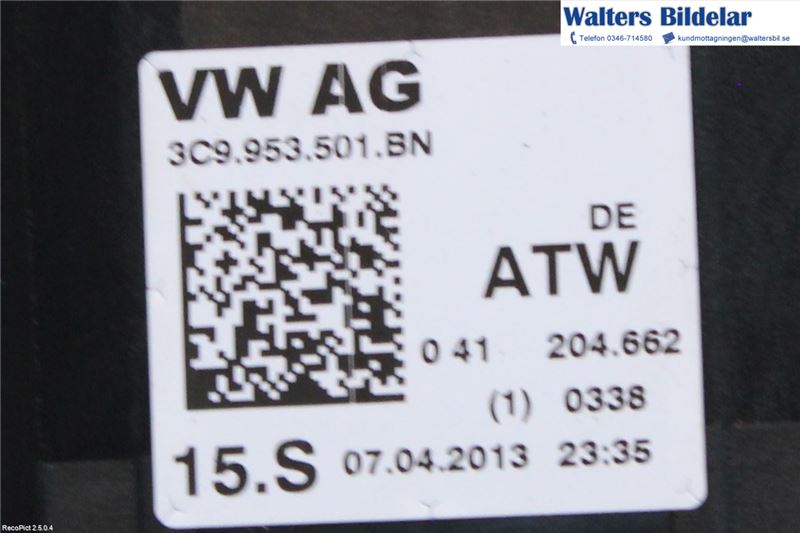 Walters Bildelar
Telefon 0346-714580 kundmottagningen@waltersbil.se
VW AG
3C9.953.501.BN
DE
ATW
0 41 204.662
(1) 0338
15.S 07.04.2013 23:35
RecoPict 2.5.0.4